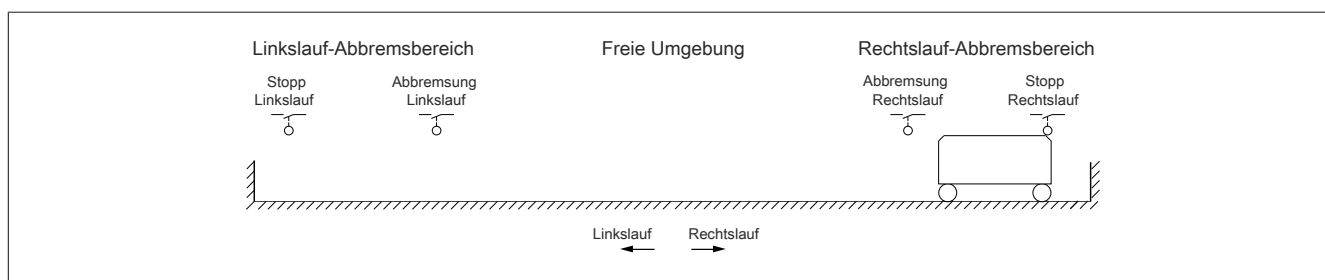 Linkslauf-Abbremsbereich
Freie Umgebung
Rechtslauf-Abbremsbereich
Stopp
Linkslauf
Abbremsung
Linkslauf
Abbremsung
Rechtslauf
Stopp
Rechtslauf
Linkslauf
Rechtslauf